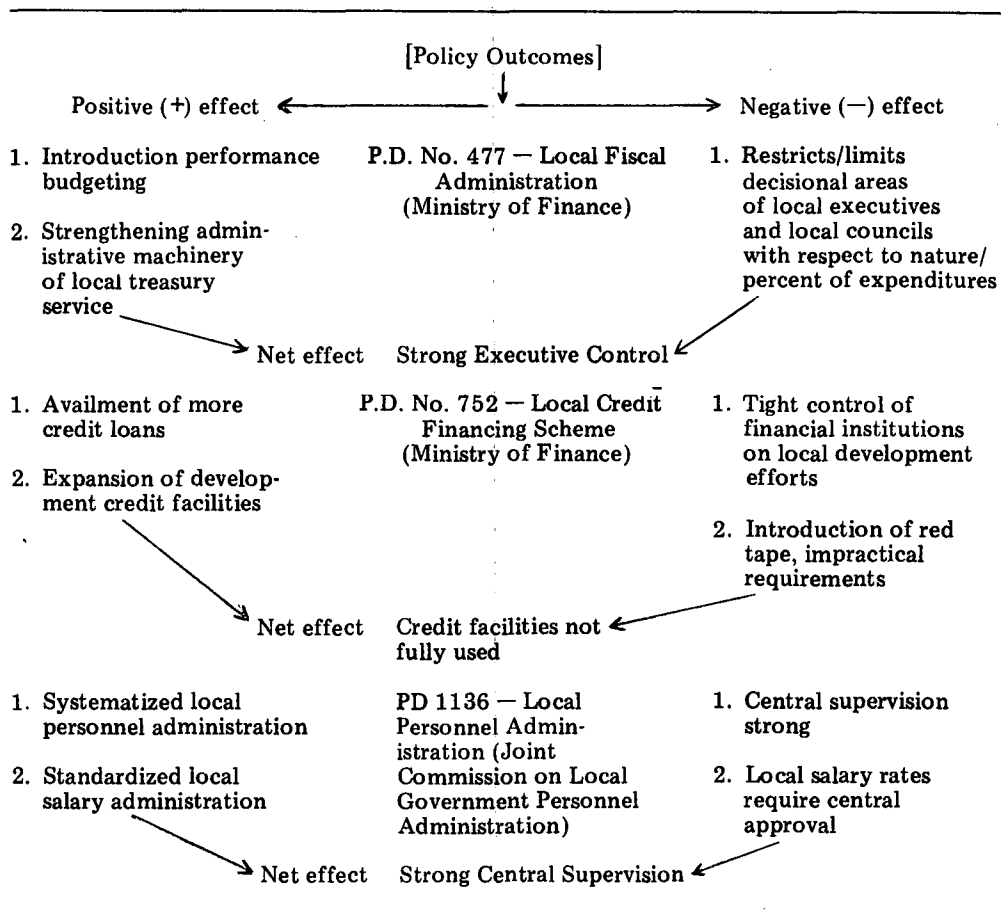 [Policy Outcomes]
Positive (+) effect
Negative (—) effect
1. Introduction performance
budgeting
2. Strengthening admin-
istrative machinery
of local treasury
service
P.D. No. 477 — Local Fiscal
Administration
(Ministry of Finance)
1. Restricts/limits
decisional areas
of local executives
and local councils
with respect to nature/
percent of expenditures
Net effect Strong Executive Control
1. Availment of more
credit loans
2. Expansion of develop-
ment credit facilities
P.D. No. 752 — Local Credit
Financing Scheme
(Ministry of Finance)
1. Tight control of
financial institutions
on local development
efforts
2. Introduction of red
tape, impractical
requirements
Net effect Credit facilities not
fully used
1. Systematized local
personnel administration
2. Standardized local
salary administration
PD 1136 — Local
Personnel Admin-
istration (Joint
Commission on Local
Government Personnel
Administration)
1. Central supervision
strong
2. Local salary rates
require central
approval
Net effect Strong Central Supervision